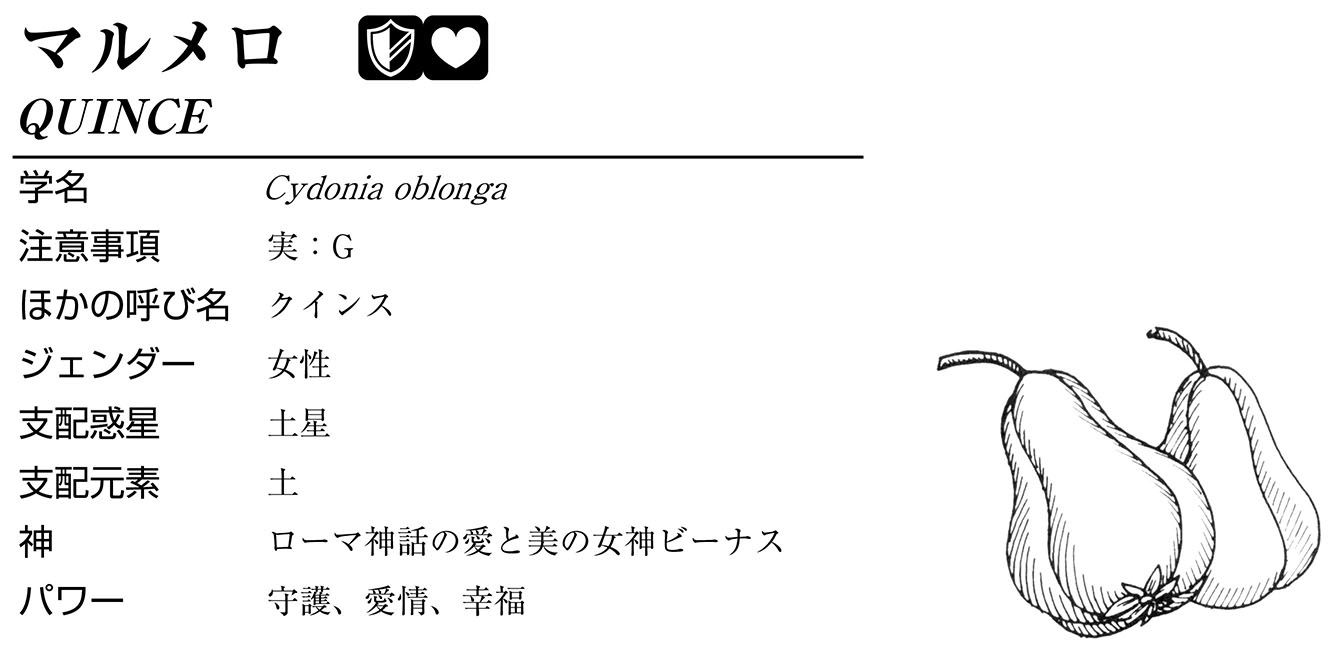 マルメロ
QUINCE
学名 Cydonia oblonga
注意事項 実：G
ほかの呼び名 クインス
ジェンダー 女性
支配惑星 土星
支配元素 土
神 ローマ神話の愛と美の女神ビーナス
パワー 守護、愛情、幸福